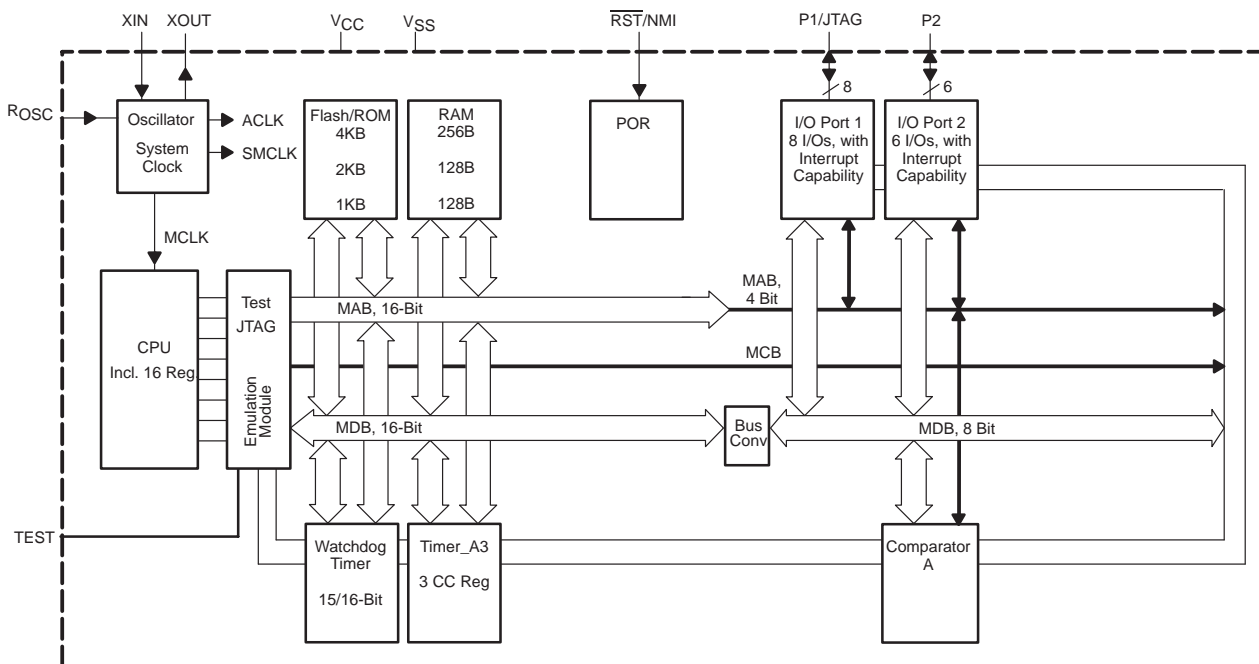 XIN
XOUT
VCC
VSS
RST/NMI
P1/JTAG
P2
8
6
ROSC
Oscillator
System
Clock
ACLK
SMCLK
Flash/ROM
4KB
2KB
1KB
RAM
256B
128B
128B
POR
I/O Port 1
8 I/Os, with
Interrupt
Capability
I/O Port 2
6 I/Os, with
Interrupt
Capability
MCLK
CPU
Incl. 16 Reg.
Test
JTAG
Emulation
Module
MAB, 16-Bit
MAB,
4 Bit
MCB
MDB, 16-Bit
Bus
Conv
MDB, 8 Bit
TEST
Watchdog
Timer
15/16-Bit
Timer_A3
3 CC Reg
Comparator
A